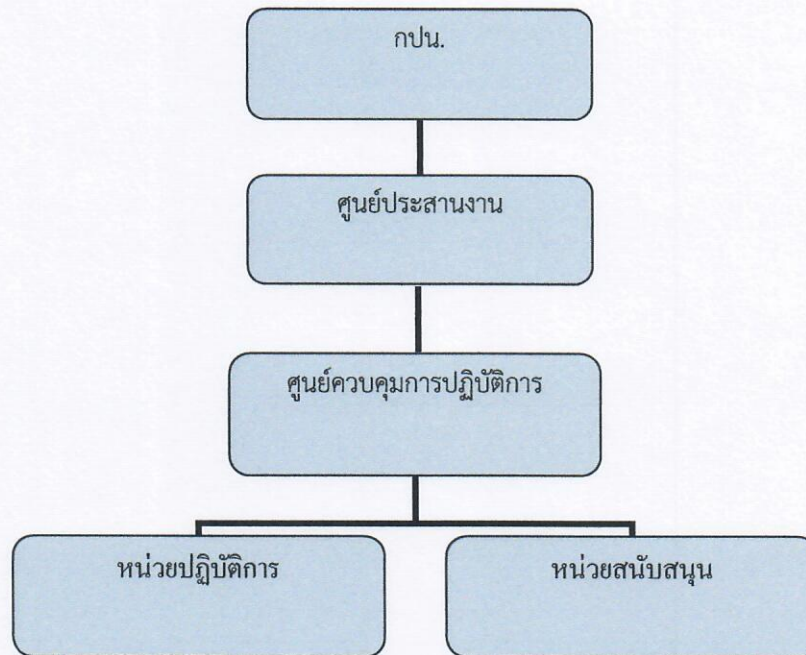 กปน.
ศูนย์ประสานงาน
ศูนย์ควบคุมการปฏิบัติการ
หน่วยปฏิบัติการ
หน่วยสนับสนุน